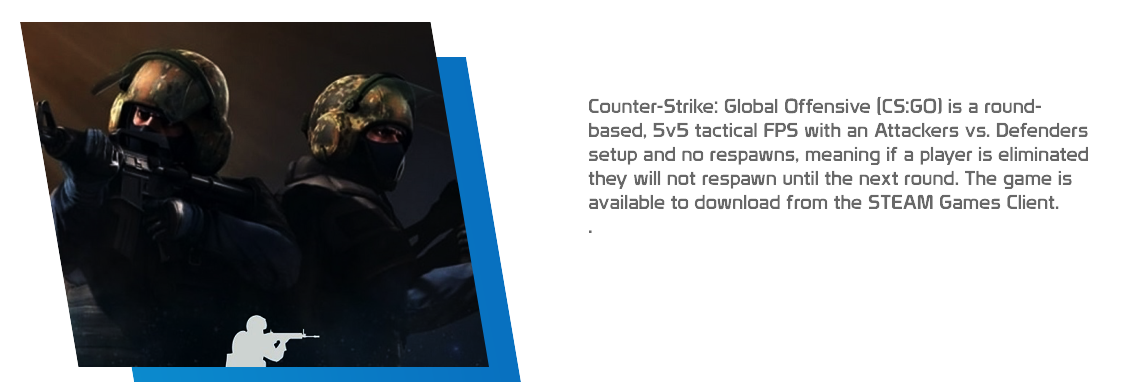 Counter-Strike: Global Offensive (CS:GO) is a round-
based, 5v5 tactical FPS with an Attackers vs. Defenders
setup and no respawns, meaning if a player is eliminated
they will not respawn until the next round. The game is
available to download from the STEAM Games Client.
.